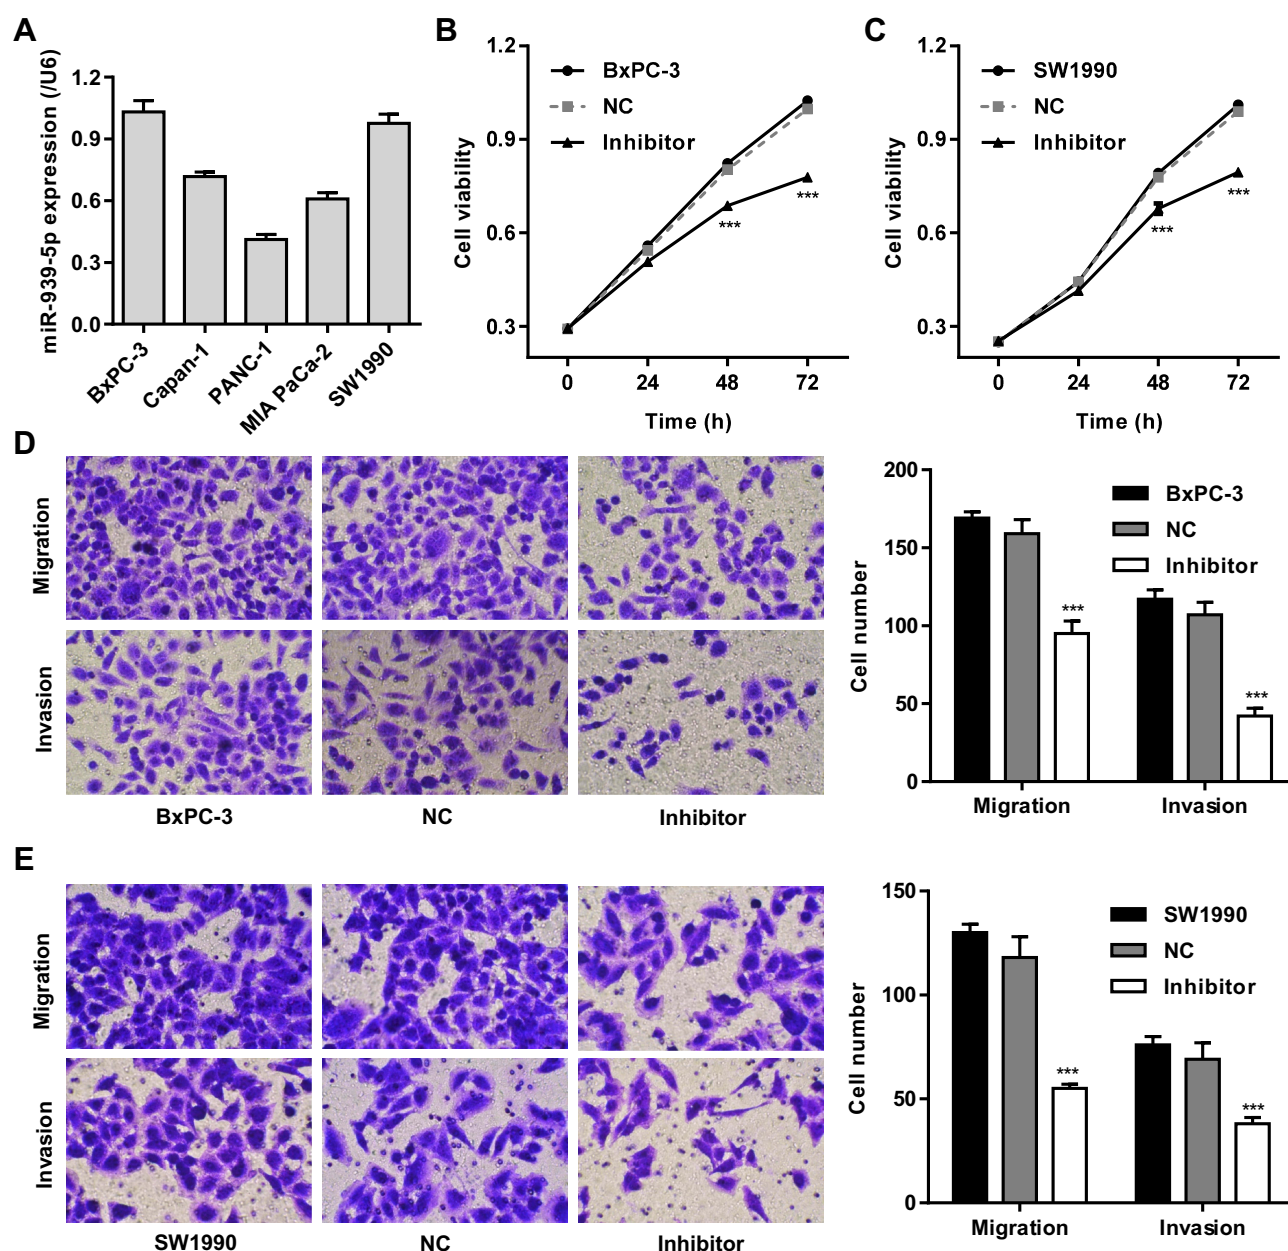 A
miR-939-5p expression (/U6)
1.2
0.9
0.6
0.3
0.0
BxPC-3
Capan-1
PANC-1
MIA PaCa-2
SW1990
B
Cell viability
1.2
0.9
0.6
0.3
BxPC-3
NC
Inhibitor
***
***
0 24 48 72
Time (h)
C
Cell viability
1.2
0.9
0.6
0.3
SW1990
NC
Inhibitor
***
***
0 24 48 72
Time (h)
D
Migration
Invasion
BxPC-3 NC Inhibitor
Cell number
200
150
100
50
0
BxPC-3
NC
Inhibitor
***
***
Migration Invasion
E
Migration
Invasion
SW1990 NC Inhibitor
Cell number
150
100
50
0
SW1990
NC
Inhibitor
***
***
Migration Invasion